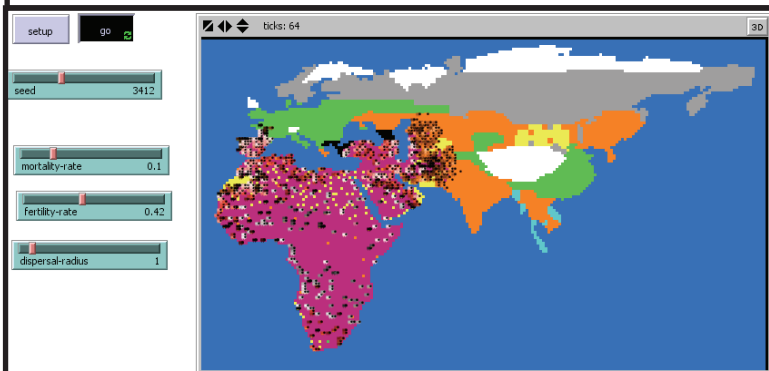 setup
go
ticks: 64
3D
seed 3412
mortality-rate 0.1
fertility-rate 0.42
dispersal-radius 1